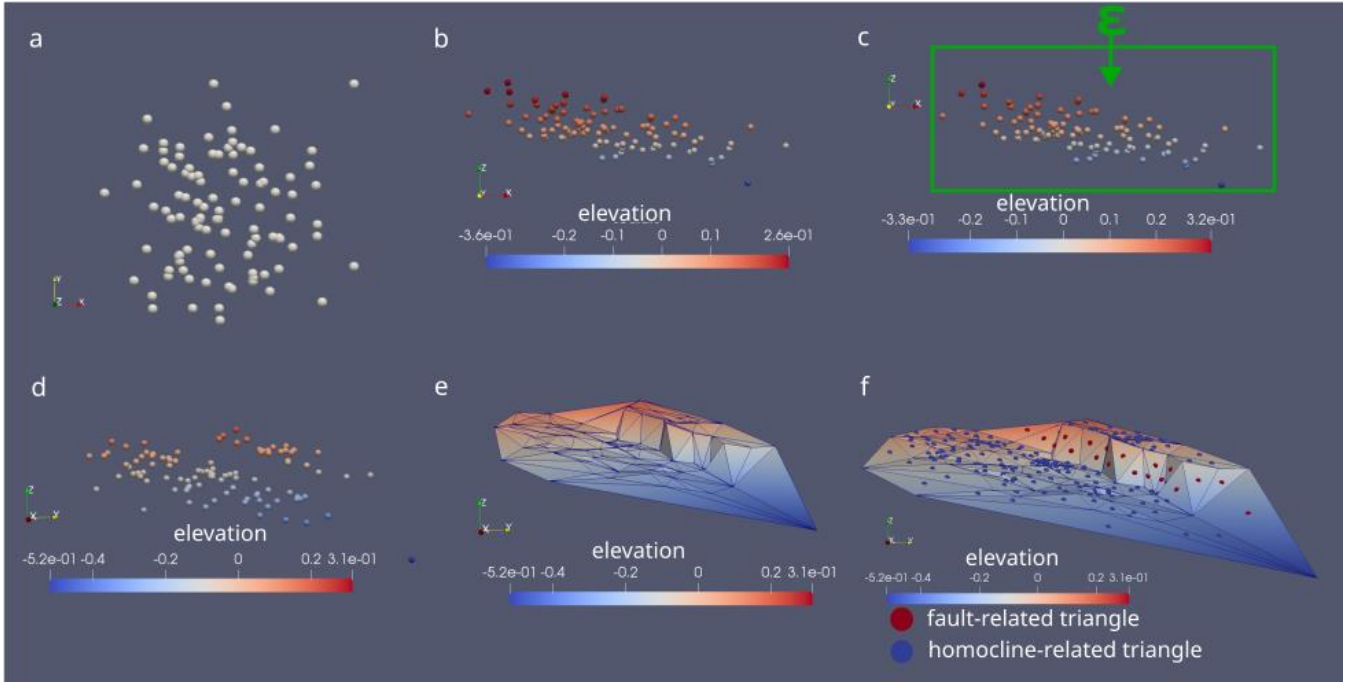 a
b
c
ε
Z
Y
X
elevation
-3.6e-01 -0.2 -0.1 0 0.1 2.6e-01
Z
Y
X
elevation
-3.3e-01 -0.2 -0.1 0 0.1 0.2 3.2e-01
Y
Z
X
d
e
f
Z
X
Y
elevation
-5.2e-01 -0.4 -0.2 0 0.2 3.1e-01
Z
X
Y
elevation
-5.2e-01 -0.4 -0.2 0 0.2 3.1e-01
Z
X
Y
elevation
-5.2e-01 -0.4 -0.2 0 0.2 3.1e-01
fault-related triangle
homocline-related triangle